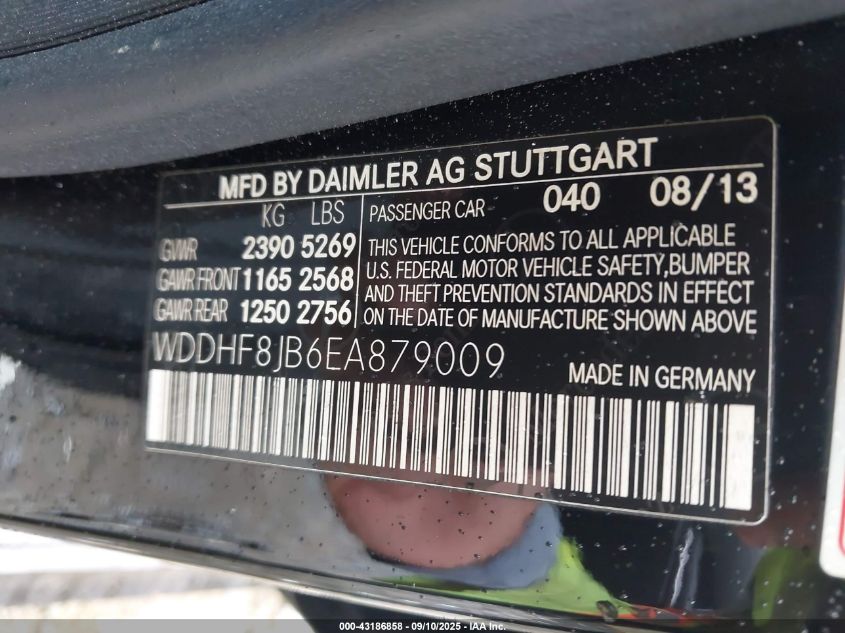 MFD BY DAIMLER AG STUTTGART
KG LBS PASSENGER CAR 040 08/13
GVWR 2390 5269 THIS VEHICLE CONFORMS TO ALL APPLICABLE
GAWR FRONT 1165 2568 U.S. FEDERAL MOTOR VEHICLE SAFETY,BUMPER
GAWR REAR 1250 2756 AND THEFT PREVENTION STANDARDS IN EFFECT
ON THE DATE OF MANUFACTURE SHOWN ABOVE
WDDHF8JB6EA879009 MADE IN GERMANY
000-43186858 - 09/10/2025 - COPYRIGHT IAA